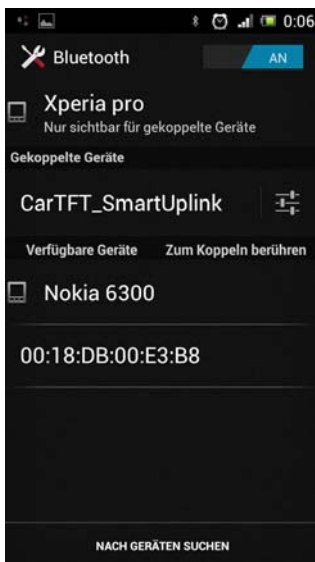 0:06
Bluetooth
AN
Xperia pro
Nur sichtbar für gekoppelte Geräte
Gekoppelte Geräte
CarTFT_SmartUplink
Verfügbare Geräte Zum Koppeln berühren
Nokia 6300
00:18:DB:00:E3:B8
NACH GERÄTEN SUCHEN